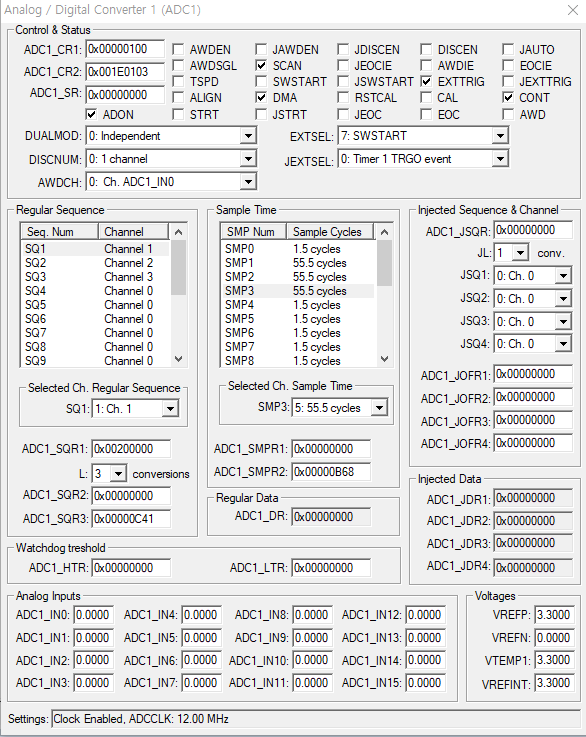 Analog / Digital Converter 1 (ADC1)
Control & Status
ADC1_CR1: 0x00000100 AWDEN JAWDEN JDISCEN DISCEN JAUTO
ADC1_CR2: 0x001E0103 AWDSGL SCAN JEOCIE AWDIE EOCIE
TSPD SWSTART JSWSTART EXTTRIG JEXTTRIG
ADC1_SR: 0x00000000 ALIGN DMA RSTCAL CAL CONT
ADON STRT JSTRT JEOC EOC AWD
DUALMOD: 0: Independent EXTSEL: 7: SWSTART
DISCNUM: 0: 1 channel JEXTSEL: 0: Timer 1 TRGO event
AWDCH: 0: Ch. ADC1_IN0
Regular Sequence
Seq. Num Channel
SQ1 Channel 1
SQ2 Channel 2
SQ3 Channel 3
SQ4 Channel 0
SQ5 Channel 0
SQ6 Channel 0
SQ7 Channel 0
SQ8 Channel 0
SQ9 Channel 0
Selected Ch. Regular Sequence
SQ1: 1: Ch. 1
ADC1_SQR1: 0x00200000
L: 3 conversions
ADC1_SQR2: 0x00000000
ADC1_SQR3: 0x00000C41
Sample Time
SMP Num Sample Cycles
SMP0 1.5 cycles
SMP1 55.5 cycles
SMP2 55.5 cycles
SMP3 55.5 cycles
SMP4 1.5 cycles
SMP5 1.5 cycles
SMP6 1.5 cycles
SMP7 1.5 cycles
SMP8 1.5 cycles
Selected Ch. Sample Time
SMP3: 5: 55.5 cycles
ADC1_SMPR1: 0x00000000
ADC1_SMPR2: 0x00000B68
Regular Data
ADC1_DR: 0x00000000
Injected Sequence & Channel
ADC1_JSQR: 0x00000000
JL: 1 conv.
JSQ1: 0: Ch. 0
JSQ2: 0: Ch. 0
JSQ3: 0: Ch. 0
JSQ4: 0: Ch. 0
ADC1_JOFR1: 0x00000000
ADC1_JOFR2: 0x00000000
ADC1_JOFR3: 0x00000000
ADC1_JOFR4: 0x00000000
Injected Data
ADC1_JDR1: 0x00000000
ADC1_JDR2: 0x00000000
ADC1_JDR3: 0x00000000
ADC1_JDR4: 0x00000000
Watchdog treshold
ADC1_HTR: 0x00000000 ADC1_LTR: 0x00000000
Analog Inputs
ADC1_IN0: 0.0000 ADC1_IN4: 0.0000 ADC1_IN8: 0.0000 ADC1_IN12: 0.0000
ADC1_IN1: 0.0000 ADC1_IN5: 0.0000 ADC1_IN9: 0.0000 ADC1_IN13: 0.0000
ADC1_IN2: 0.0000 ADC1_IN6: 0.0000 ADC1_IN10: 0.0000 ADC1_IN14: 0.0000
ADC1_IN3: 0.0000 ADC1_IN7: 0.0000 ADC1_IN11: 0.0000 ADC1_IN15: 0.0000
Voltages
VREFP: 3.3000
VREFN: 0.0000
VTEMP1: 3.3000
VREFINT: 3.3000
Settings: Clock Enabled, ADCCLK: 12.00 MHz